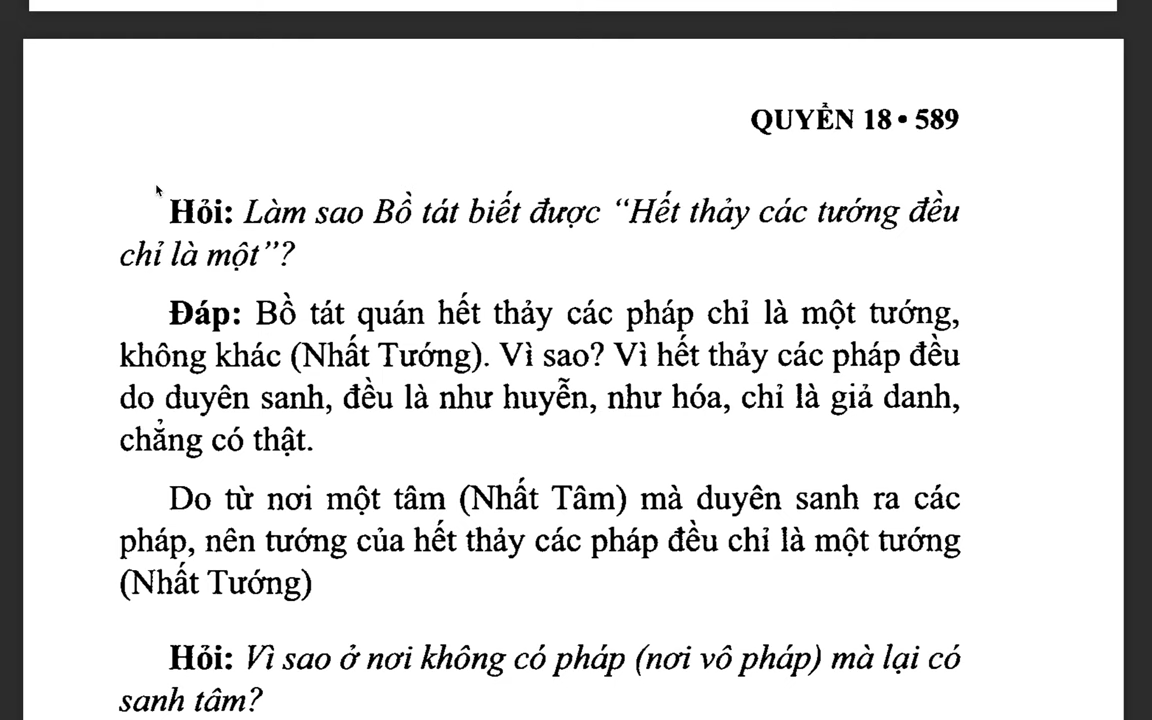 QUYỂN 18 • 589
Hỏi: Làm sao Bồ tát biết được “Hết thảy các tướng đều
chỉ là một”?
Đáp: Bồ tát quán hết thảy các pháp chỉ là một tướng,
không khác (Nhất Tướng). Vì sao? Vì hết thảy các pháp đều
do duyên sanh, đều là như huyễn, như hóa, chỉ là giả danh,
chẳng có thật.
Do từ nơi một tâm (Nhất Tâm) mà duyên sanh ra các
pháp, nên tướng của hết thảy các pháp đều chỉ là một tướng
(Nhất Tướng)
Hỏi: Vì sao ở nơi không có pháp (nơi vô pháp) mà lại có
sanh tâm?